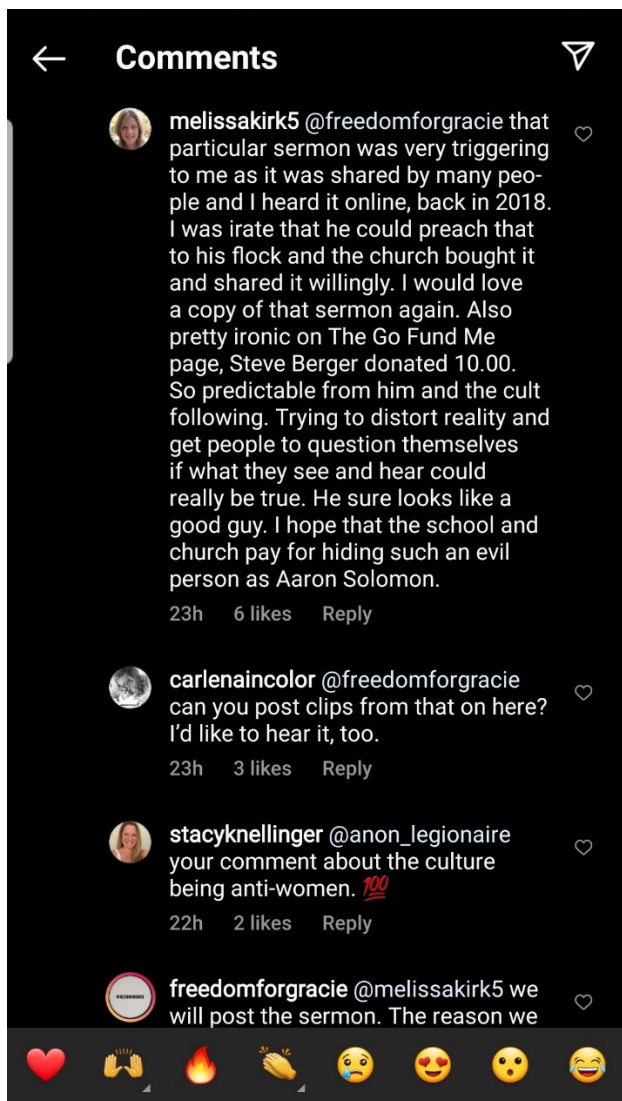 Comments
melissakirk5 @freedomforgracie that
particular sermon was very triggering
to me as it was shared by many peo-
ple and I heard it online, back in 2018.
I was irate that he could preach that
to his flock and the church bought it
and shared it willingly. I would love
a copy of that sermon again. Also
pretty ironic on The Go Fund Me
page, Steve Berger donated 10.00.
So predictable from him and the cult
following. Trying to distort reality and
get people to question themselves
if what they see and hear could
really be true. He sure looks like a
good guy. I hope that the school and
church pay for hiding such an evil
person as Aaron Solomon.
23h 6 likes Reply
carlenaincolor @freedomforgracie
can you post clips from that on here?
I'd like to hear it, too.
23h 3 likes Reply
stacyknellinger @anon_legionaire
your comment about the culture
being anti-women. 💯
22h 2 likes Reply
freedomforgracie @melissakirk5 we
will post the sermon. The reason we